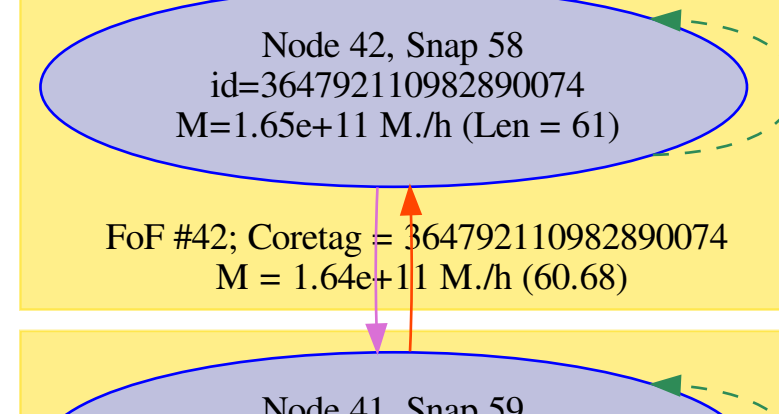 Node 42, Snap 58
id=364792110982890074
M=1.65e+11 M./h (Len = 61)
FoF #42; Coretag = 364792110982890074
M = 1.64e+11 M./h (60.68)
Node 41, Snap 59